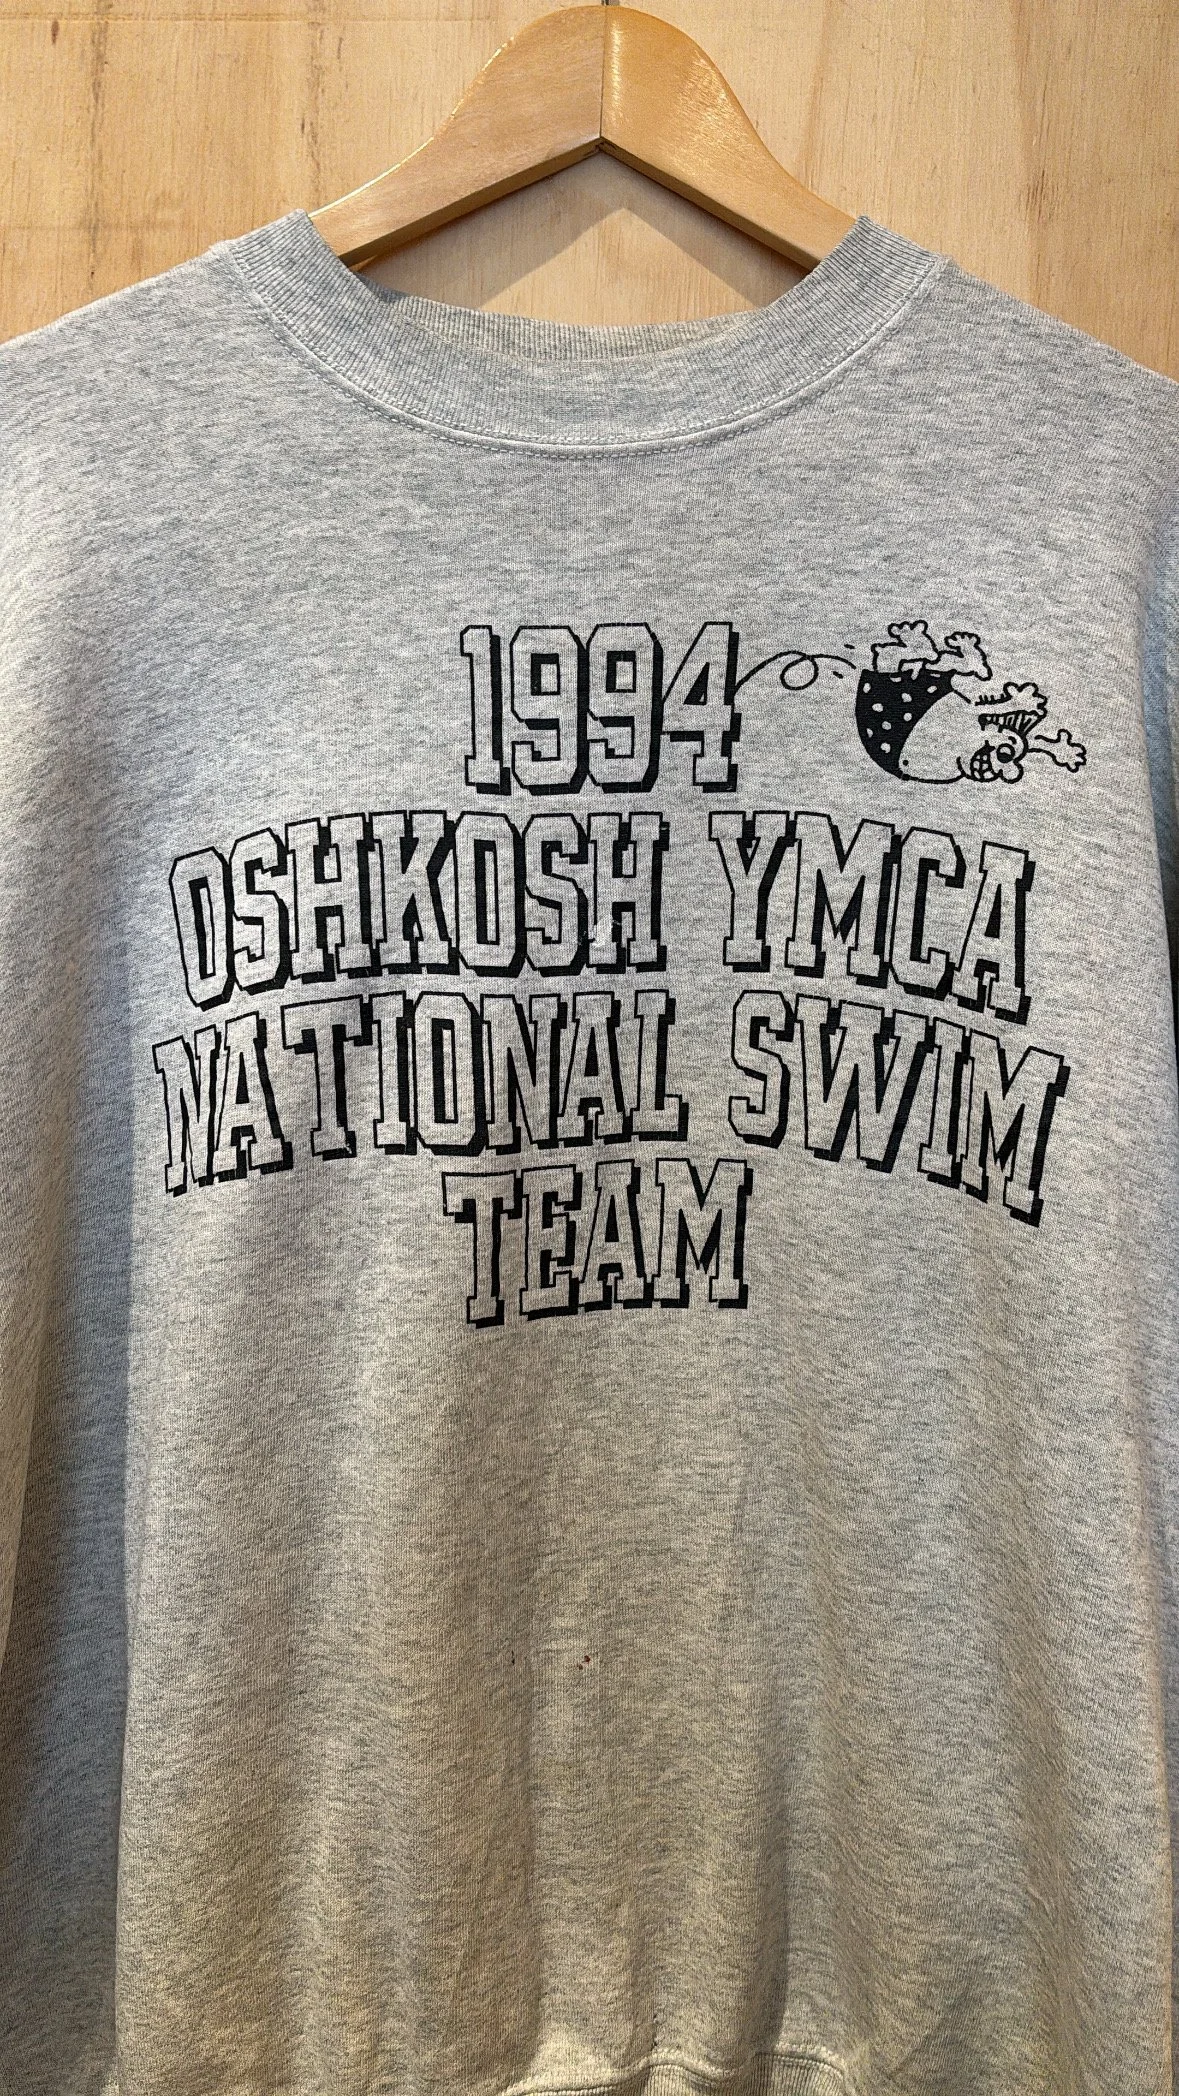 1994
OSHKOSH YMCA
NATIONAL SWIM
TEAM